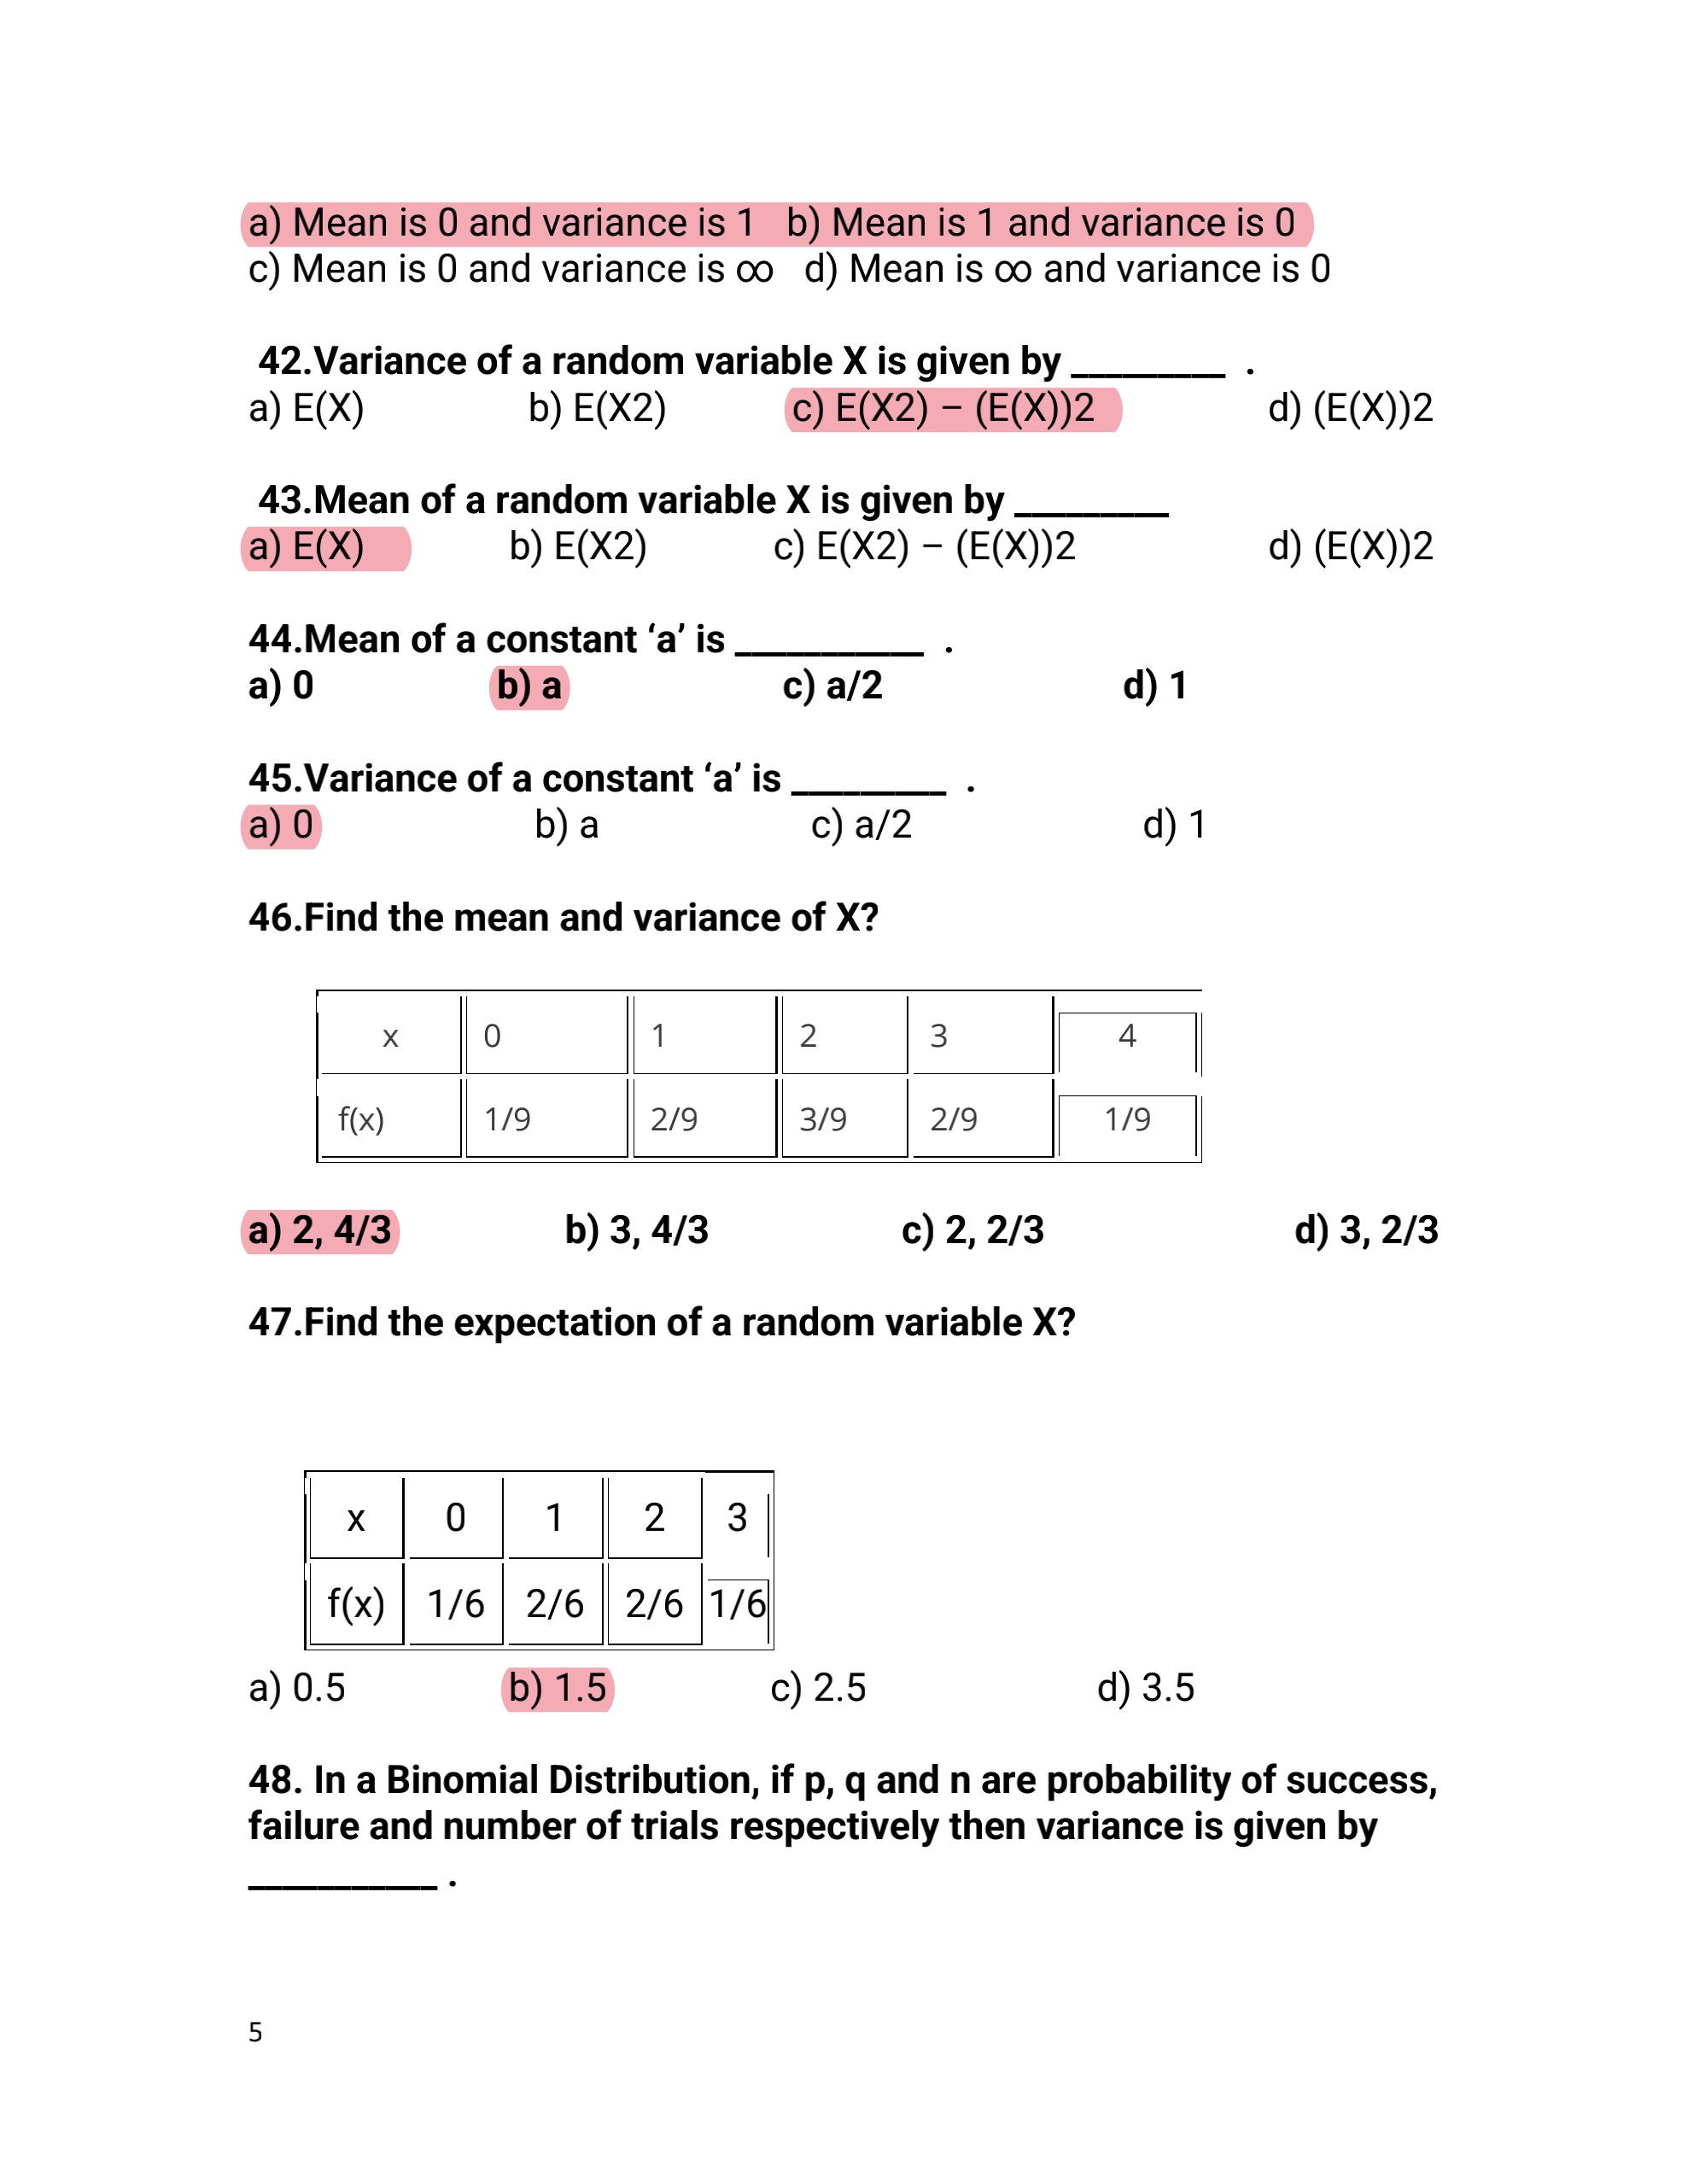 a) Mean is 0 and variance is 1 b) Mean is 1 and variance is 0
c) Mean is 0 and variance is ∞ d) Mean is ∞ and variance is 0
42.Variance of a random variable X is given by _________ .
a) E(X) b) E(X2) c) E(X2) – (E(X))2 d) (E(X))2
43.Mean of a random variable X is given by _________
a) E(X) b) E(X2) c) E(X2) – (E(X))2 d) (E(X))2
44.Mean of a constant ‘a’ is ___________ .
a) 0 b) a c) a/2 d) 1
45.Variance of a constant ‘a’ is _________ .
a) 0 b) a c) a/2 d) 1
46.Find the mean and variance of X?
x 0 1 2 3 4
f(x) 1/9 2/9 3/9 2/9 1/9
a) 2, 4/3 b) 3, 4/3 c) 2, 2/3 d) 3, 2/3
47.Find the expectation of a random variable X?
x 0 1 2 3
f(x) 1/6 2/6 2/6 1/6
a) 0.5 b) 1.5 c) 2.5 d) 3.5
48. In a Binomial Distribution, if p, q and n are probability of success,
failure and number of trials respectively then variance is given by
___________ .
5